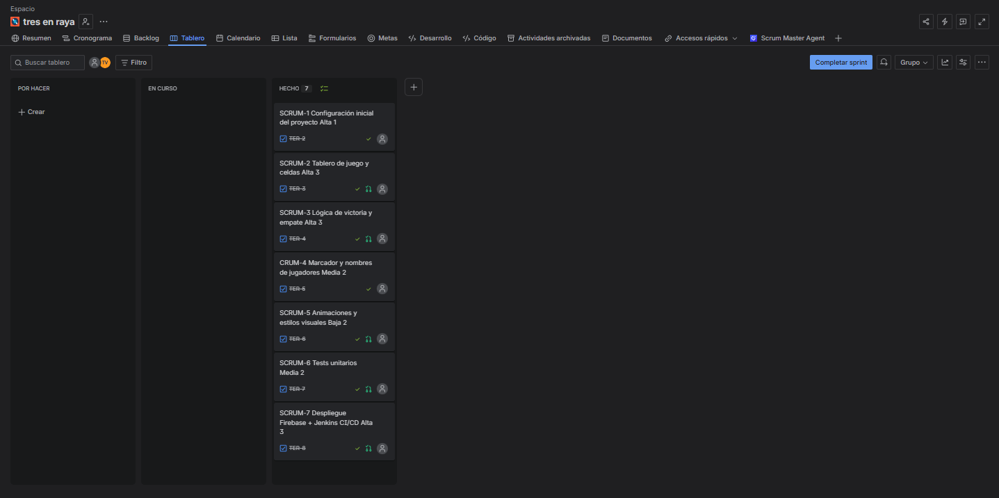 Espacio
tres en raya
Resumen Cronograma Backlog Tablero Calendario Lista Formularios Metas Desarrollo Código Actividades archivadas Documentos Accesos rápidos Scrum Master Agent
Buscar tablero TV Filtro Completar sprint Grupo
POR HACER
Crear
EN CURSO
HECHO 7
SCRUM-1 Configuración inicial
del proyecto Alta 1
TER-2
SCRUM-2 Tablero de juego y
celdas Alta 3
TER-3
SCRUM-3 Lógica de victoria y
empate Alta 3
TER-4
CRUM-4 Marcador y nombres
de jugadores Media 2
TER-5
SCRUM-5 Animaciones y
estilos visuales Baja 2
TER-6
SCRUM-6 Tests unitarios
Media 2
TER-7
SCRUM-7 Despliegue
Firebase + Jenkins CI/CD Alta
3
TER-8